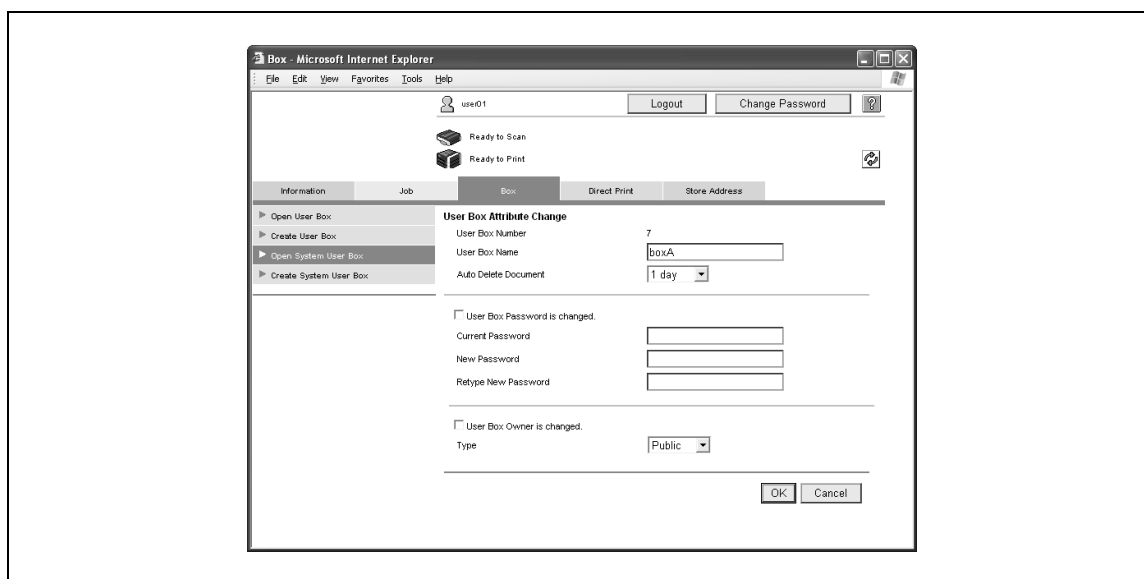 Box - Microsoft Internet Explorer
File Edit View Favorites Tools Help
user01 Logout Change Password ?
Ready to Scan
Ready to Print
Information Job Box Direct Print Store Address
Open User Box
Create User Box
Open System User Box
Create System User Box
User Box Attribute Change
User Box Number 7
User Box Name boxA
Auto Delete Document 1 day
User Box Password is changed.
Current Password
New Password
Retype New Password
User Box Owner is changed.
Type Public
OK Cancel